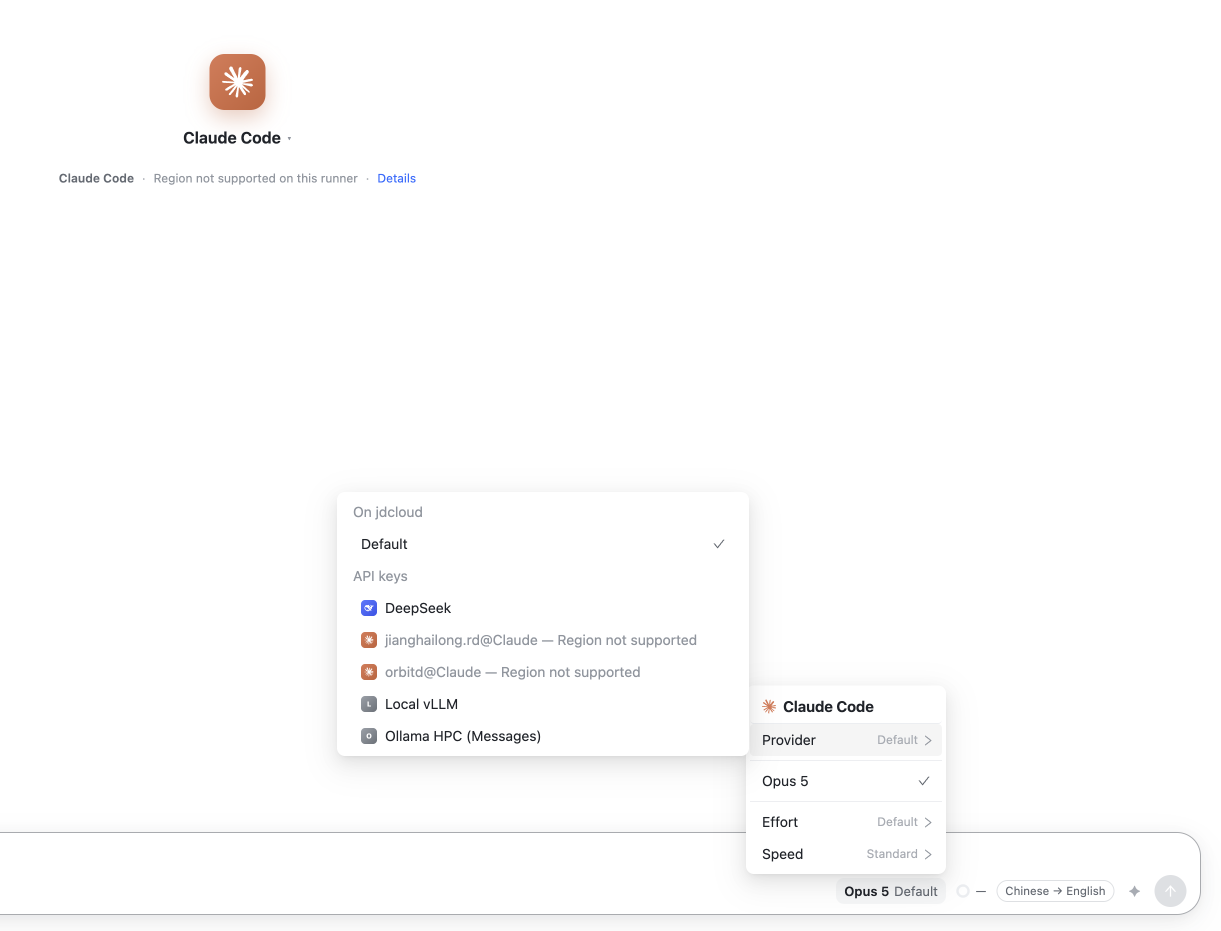 Claude Code
Claude Code · Region not supported on this runner · Details
On jdcloud
Default
API keys
DeepSeek
jianghailong.rd@Claude — Region not supported
orbitd@Claude — Region not supported
L Local vLLM
O Ollama HPC (Messages)
Claude Code
Provider Default
Opus 5
Effort Default
Speed Standard
Opus 5 Default — Chinese → English